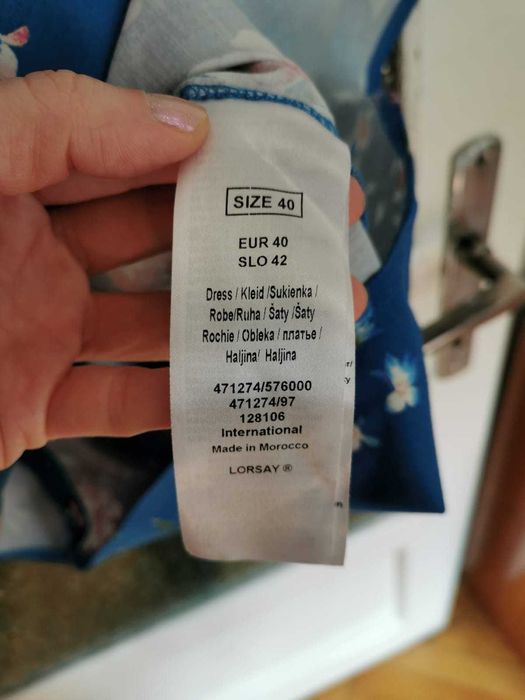 SIZE 40
EUR 40
SLO 42
Dress / Kleid /Sukienka /
Robe/Ruha / Šaty /Šaty
Rochie / Obleka / платье /
Haljina/ Haljina
471274/576000
471274/97
128106
International
Made in Morocco
LORSAY ®